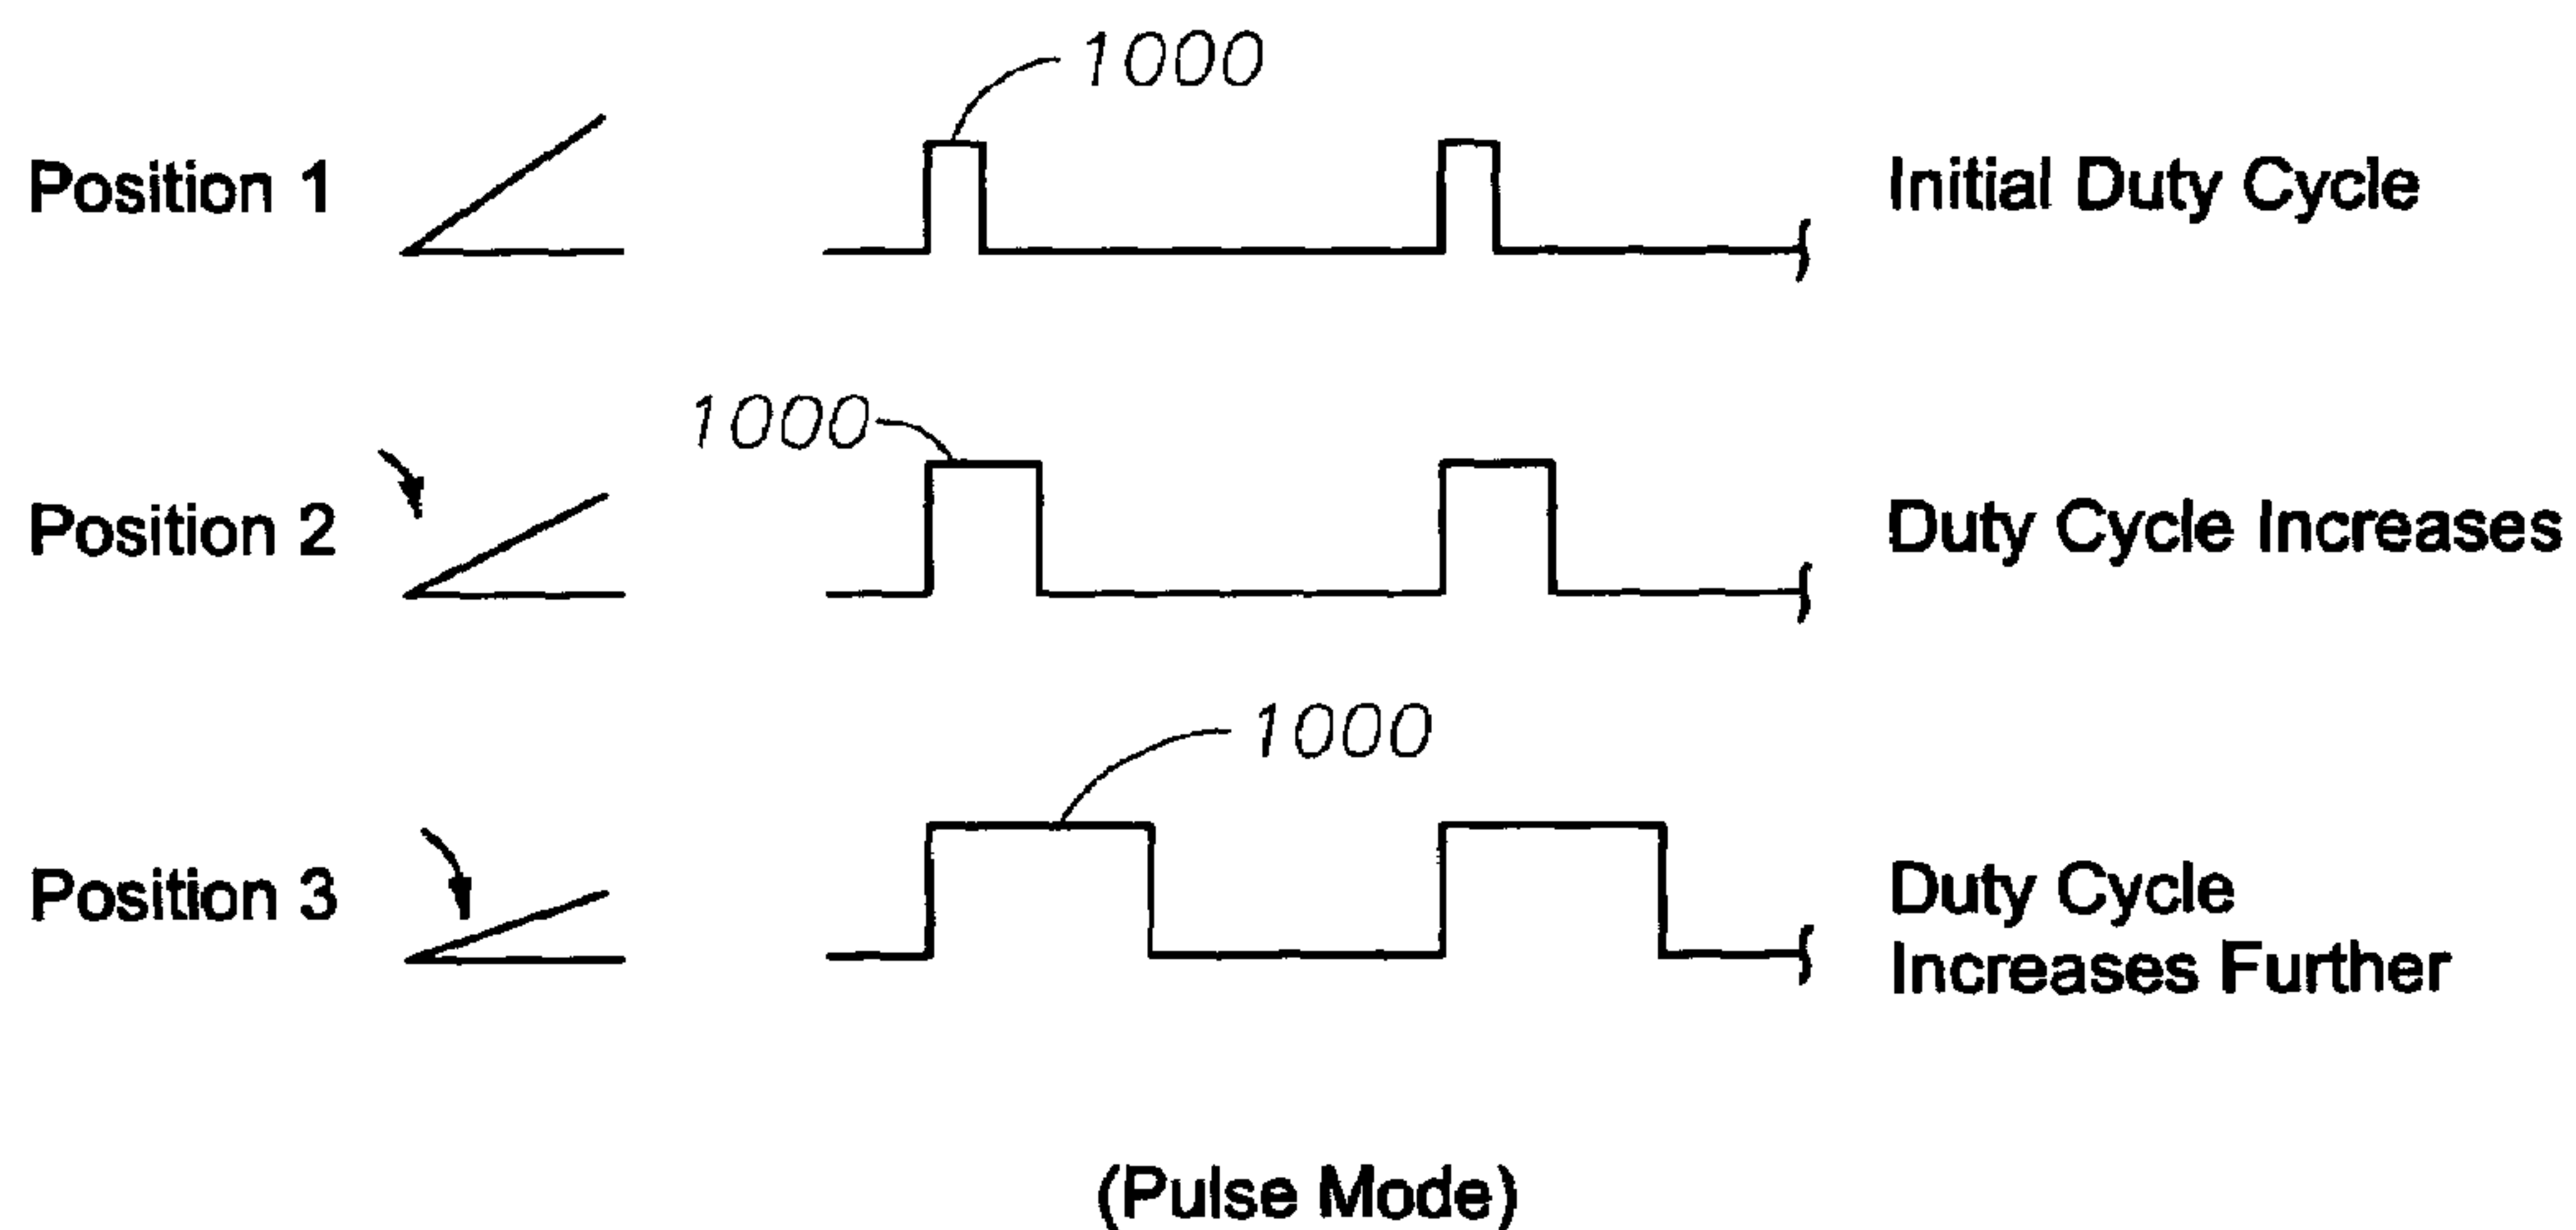 1000
Position 1
Initial Duty Cycle
1000
Position 2
Duty Cycle Increases
1000
Position 3
Duty Cycle
Increases Further
(Pulse Mode)